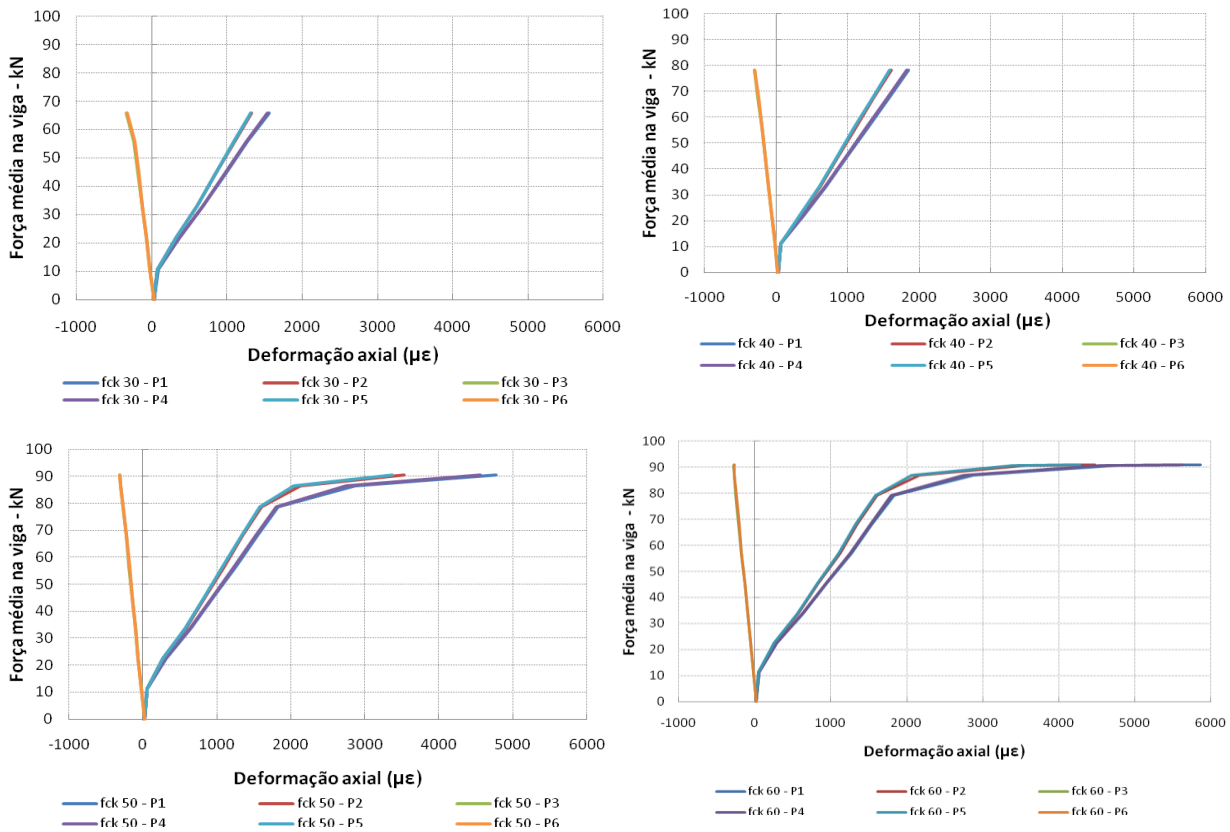 Força média na viga - kN
100
90
80
70
60
50
40
30
20
10
0
-1000 0 1000 2000 3000 4000 5000 6000
Deformação axial (με)
fck 30 - P1 fck 30 - P2 fck 30 - P3
fck 30 - P4 fck 30 - P5 fck 30 - P6
Força média na viga - kN
100
90
80
70
60
50
40
30
20
10
0
-1000 0 1000 2000 3000 4000 5000 6000
Deformação axial (με)
fck 40 - P1 fck 40 - P2 fck 40 - P3
fck 40 - P4 fck 40 - P5 fck 40 - P6
Força média na viga - kN
100
90
80
70
60
50
40
30
20
10
0
-1000 0 1000 2000 3000 4000 5000 6000
Deformação axial (με)
fck 50 - P1 fck 50 - P2 fck 50 - P3
fck 50 - P4 fck 50 - P5 fck 50 - P6
Força média na viga - kN
100
90
80
70
60
50
40
30
20
10
0
-1000 0 1000 2000 3000 4000 5000 6000
Deformação axial (με)
fck 60 - P1 fck 60 - P2 fck 60 - P3
fck 60 - P4 fck 60 - P5 fck 60 - P6